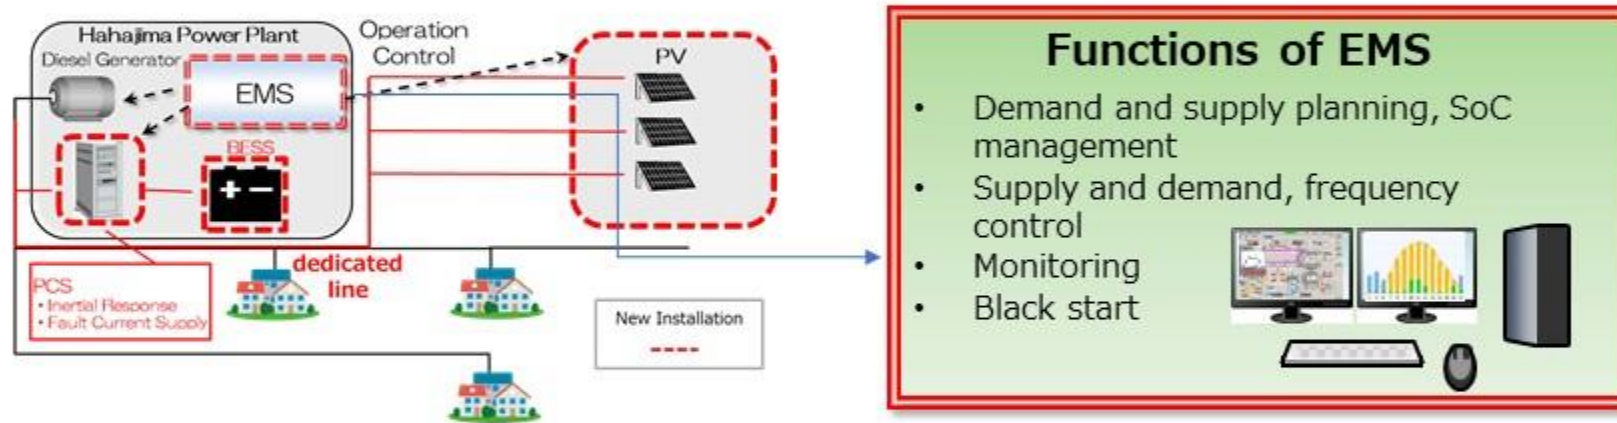 Hahajima Power Plant
Diesel Generator
EMS
BESS
Operation
Control
PV
dedicated
line
PCS
・Inertial Response
・Fault Current Supply
New Installation
Functions of EMS
• Demand and supply planning, SoC
management
• Supply and demand, frequency
control
• Monitoring
• Black start